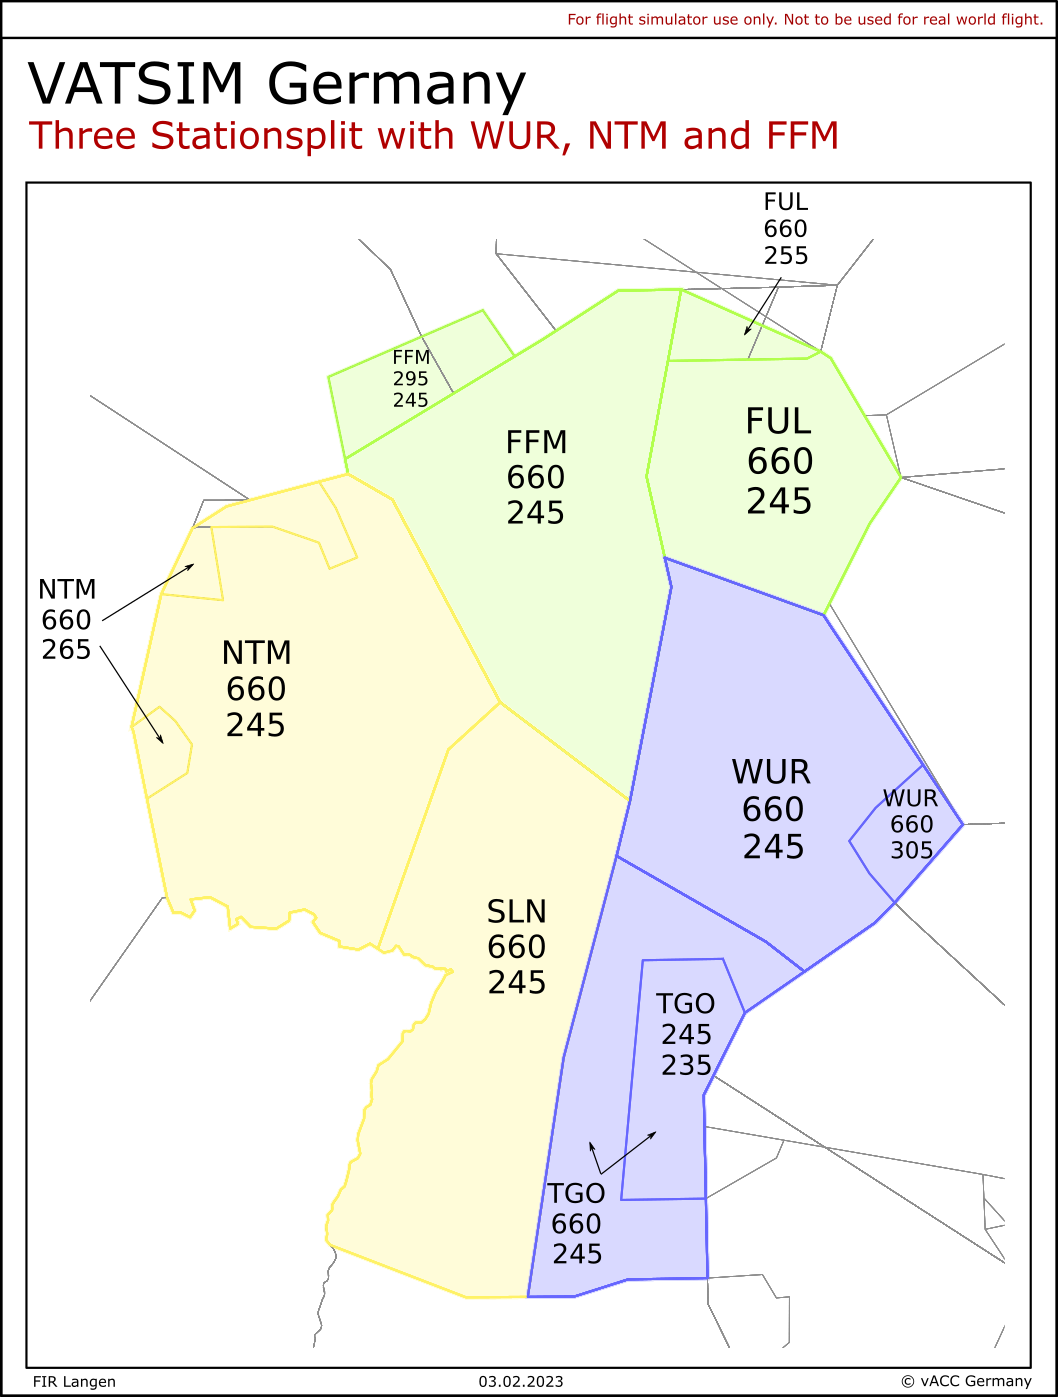 For flight simulator use only. Not to be used for real world flight.
VATSIM Germany
Three Stationsplit with WUR, NTM and FFM
FUL
660
255
FFM
295
245
FFM
660
245
FUL
660
245
NTM
660
265
NTM
660
245
WUR
660
245
WUR
660
305
SLN
660
245
TGO
245
235
TGO
660
245
FIR Langen
03.02.2023
© vACC Germany